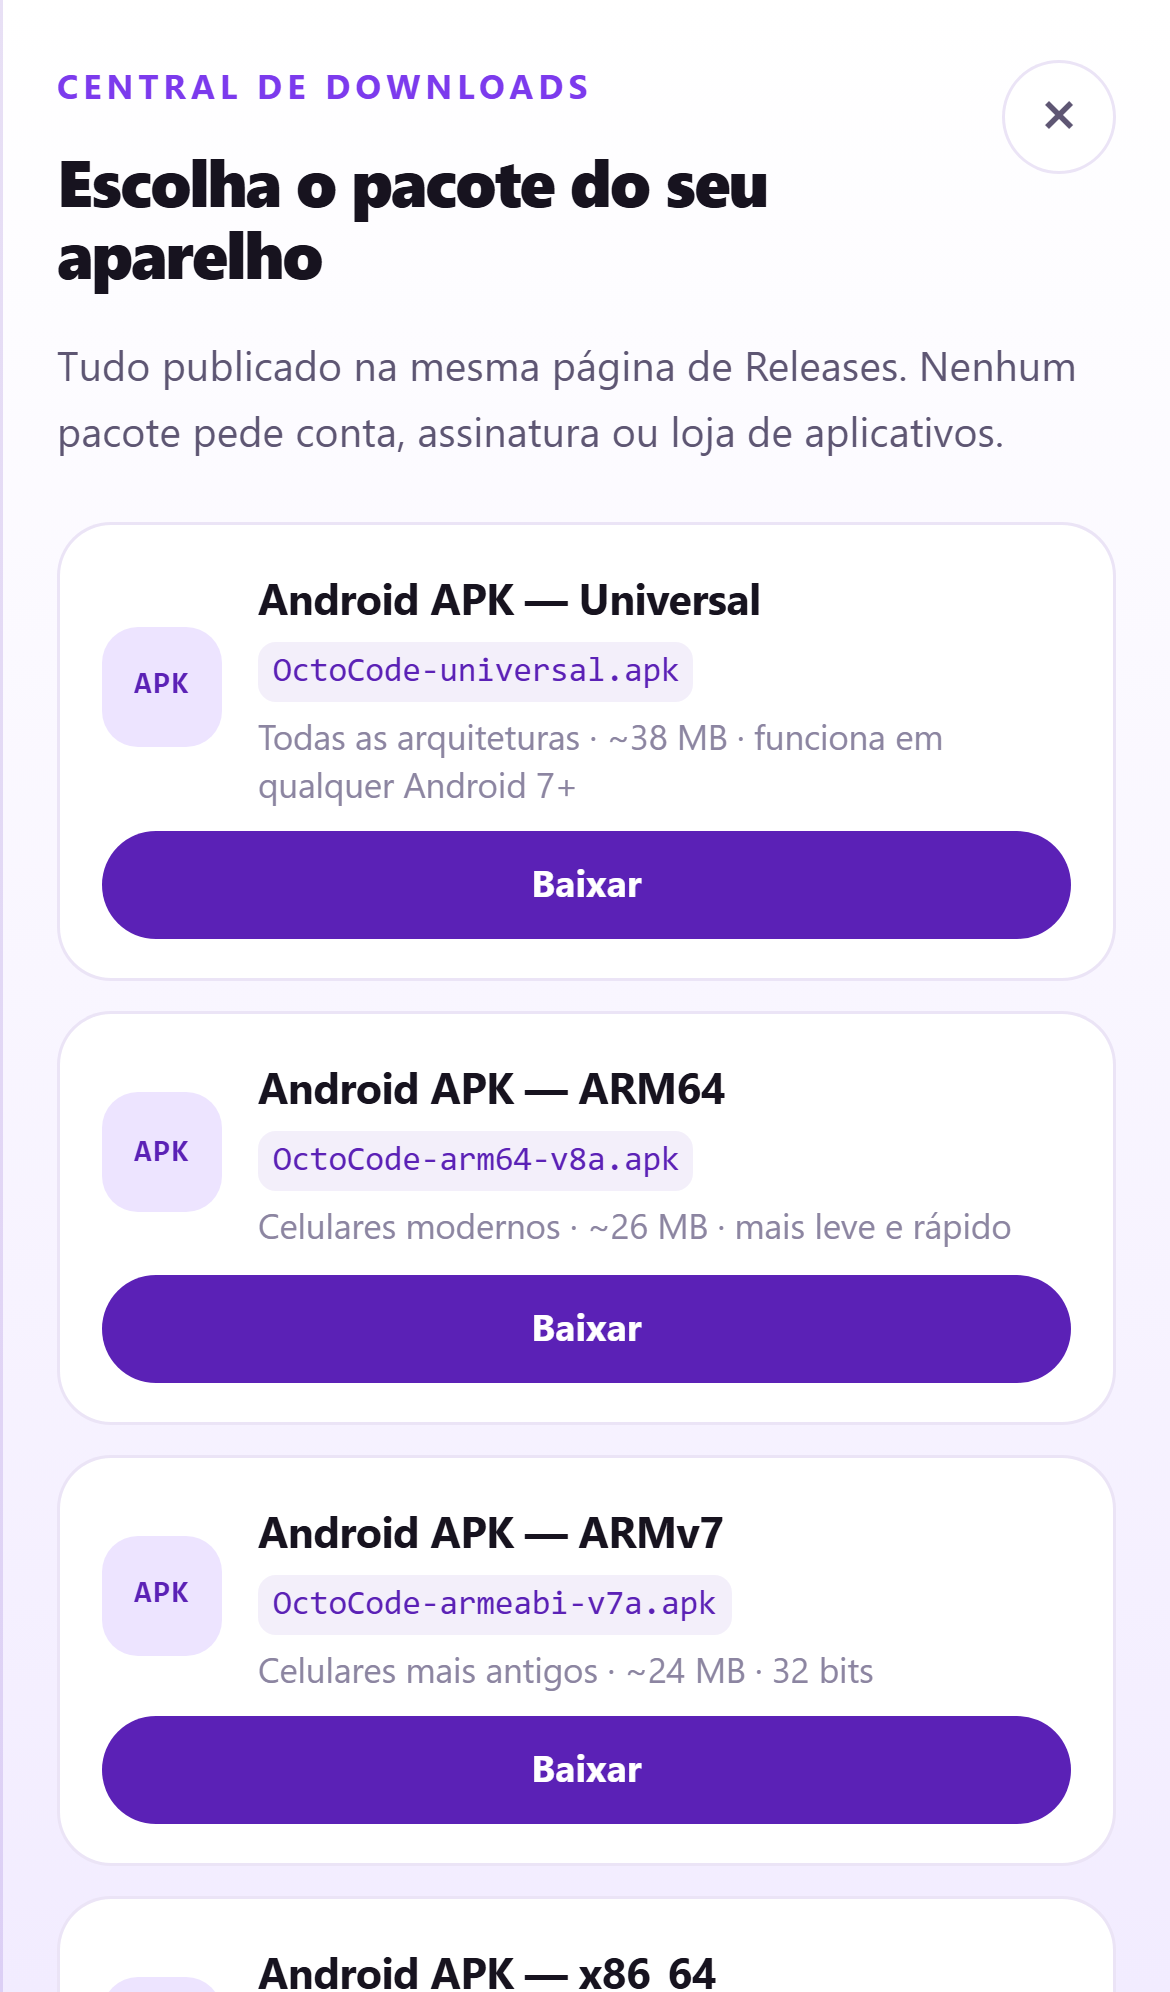 CENTRAL DE DOWNLOADS
✕
Escolha o pacote do seu
aparelho
Tudo publicado na mesma página de Releases. Nenhum
pacote pede conta, assinatura ou loja de aplicativos.
APK
Android APK — Universal
OctoCode-universal.apk
Todas as arquiteturas · ~38 MB · funciona em
qualquer Android 7+
Baixar
APK
Android APK — ARM64
OctoCode-arm64-v8a.apk
Celulares modernos · ~26 MB · mais leve e rápido
Baixar
APK
Android APK — ARMv7
OctoCode-armeabi-v7a.apk
Celulares mais antigos · ~24 MB · 32 bits
Baixar
Android APK — x86_64